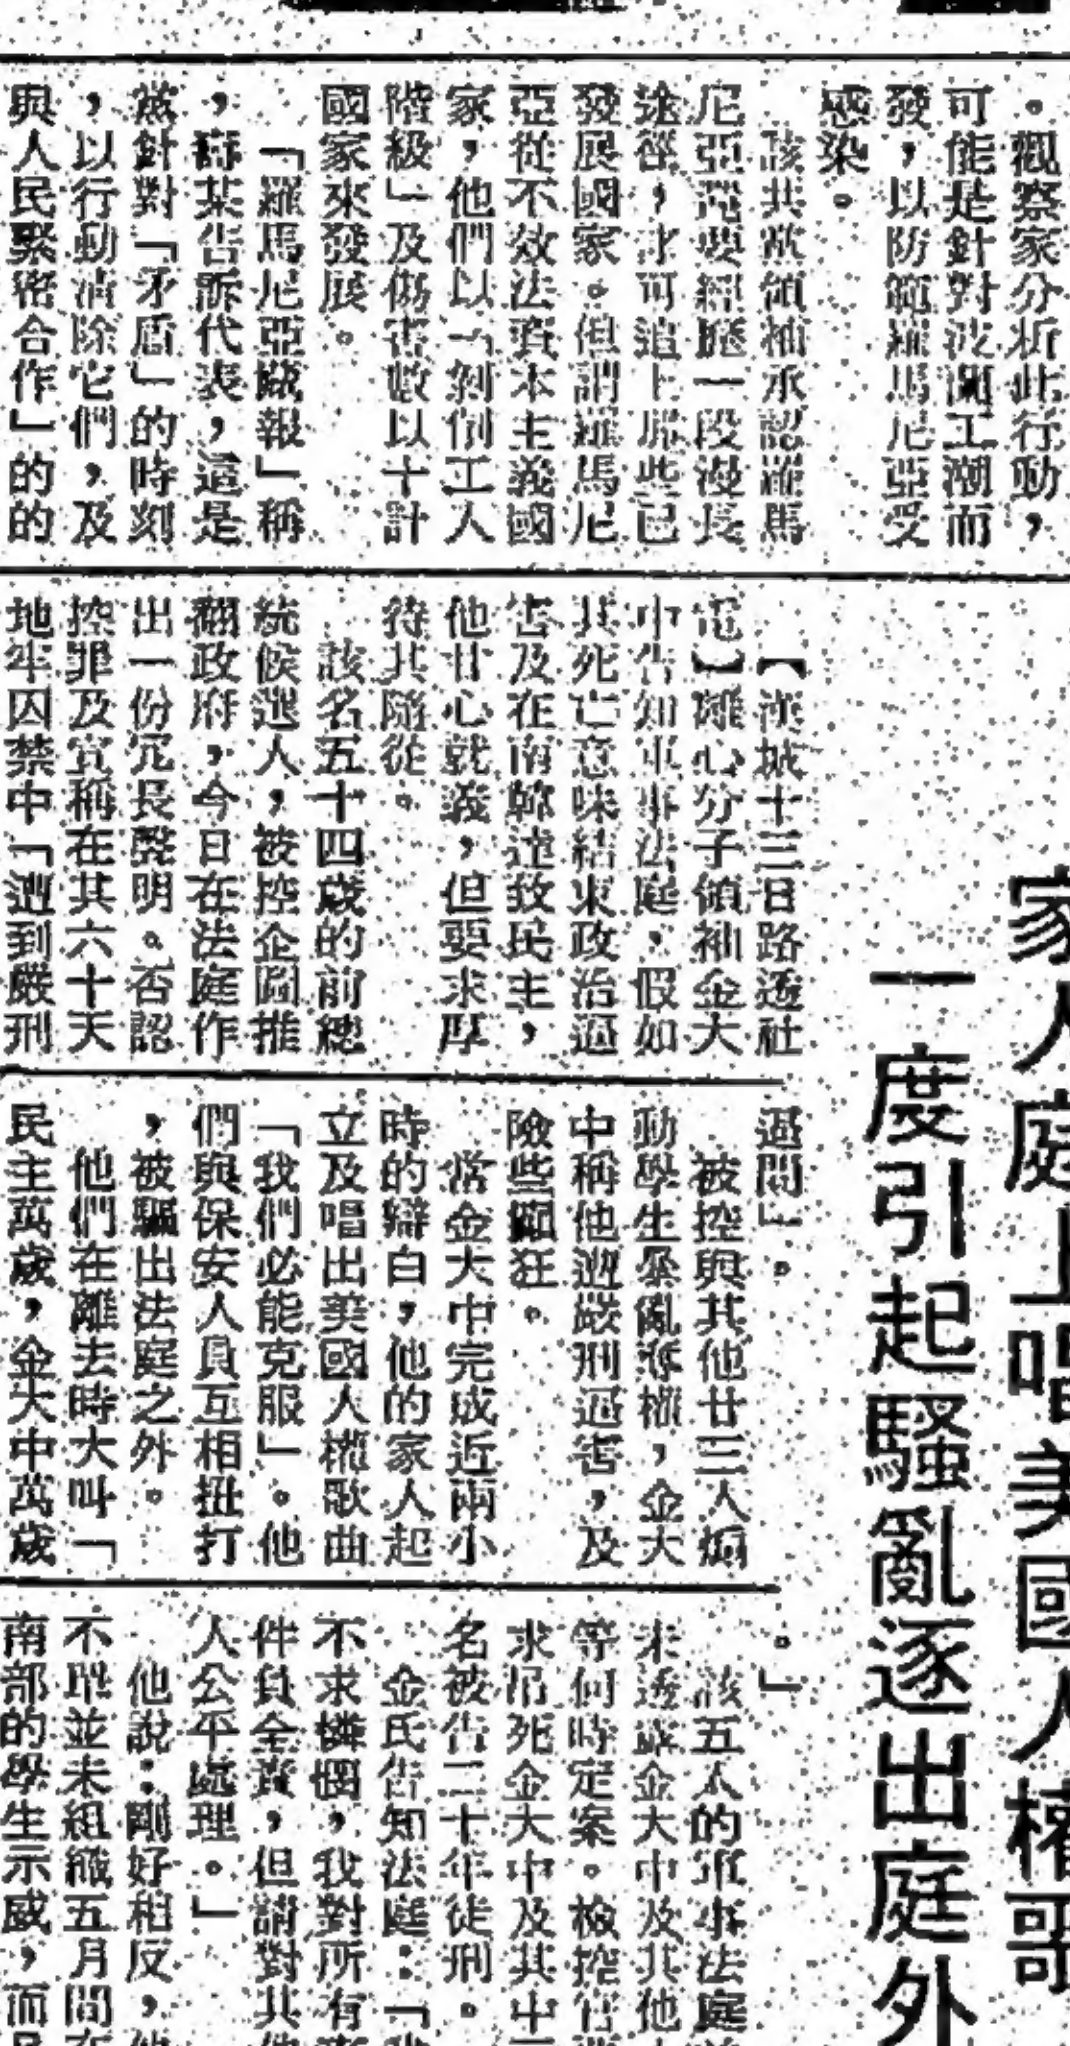 。觀察家分析此行動，
可能是針對波蘭工潮而
發，以防範羅馬尼亞受
感染。
該共黨領袖承認羅馬
尼亞需要經歷一段漫長
途徑，才可追上那些已
發展國家。但謂羅馬尼
亞從不效法資本主義國
家，他們以「剝削工人
階級」及傷害數以十計
國家來發展。
「羅馬尼亞 報」稱
，壽某告訴代表，這是
黨針對「矛盾」的時刻
，以行動清除它們，及
與人民緊密合作」的的
家人庭上唱美國人權歌
一度引起騷亂逐出庭外
【漢城十三日路透社
電】離心分子領袖金大
中告知軍事法庭，假如
其死亡意味結束政治迫
害及在南韓達致民主，
他甘心就義，但要求厚
待其隨從。
該名五十四歲的前總
統候選人，被控企圖推
翻政府，今日在法庭作
出一份冗長聲明。否認
控罪及宣稱在其六十天
地牢囚禁中「遭到嚴刑
逼問」。
被控與其他廿三人煽
動學生暴亂奪權，金大
中稱他遭嚴刑迫害，及
險些瘋狂。
當金大中完成近兩小
時的辯白，他的家人起
立及唱出美國人權歌曲
「我們必能克服」。他
們與保安人員互相扭打
，被驅出法庭之外。
他們在離去時大叫「
民主萬歲，金大中萬歲
。」
該五人的軍事法庭
未透露金大中及其他
等何時定案。檢控官
求吊死金大中及其中
名被告二十年徒刑。
金氏告知法庭：「我
不求憐憫，我對所有
件負全責，但請對其他
人公平處理。」
他說：剛好相反，他
不單並未組織五月間在
南部的學生示威，而且